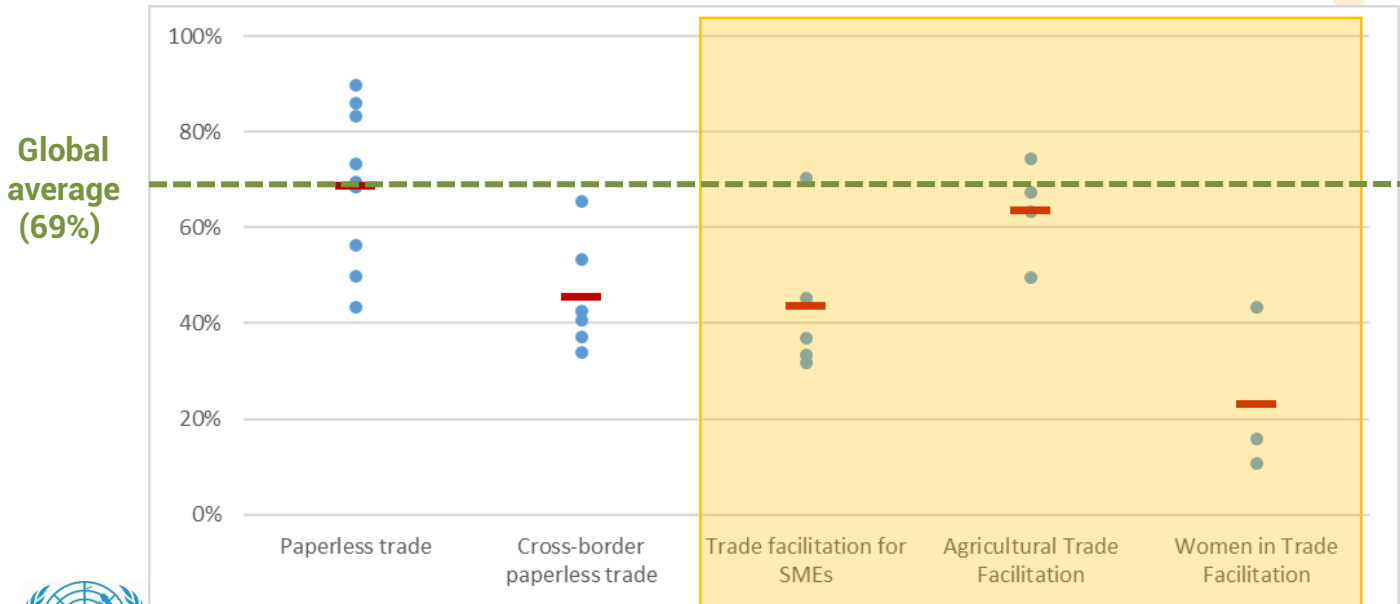 100%
80%
60%
40%
20%
0%
Global
average
(69%)
Paperless trade
Cross-border
paperless trade
Trade facilitation for
SMEs
Agricultural Trade
Facilitation
Women in Trade
Facilitation